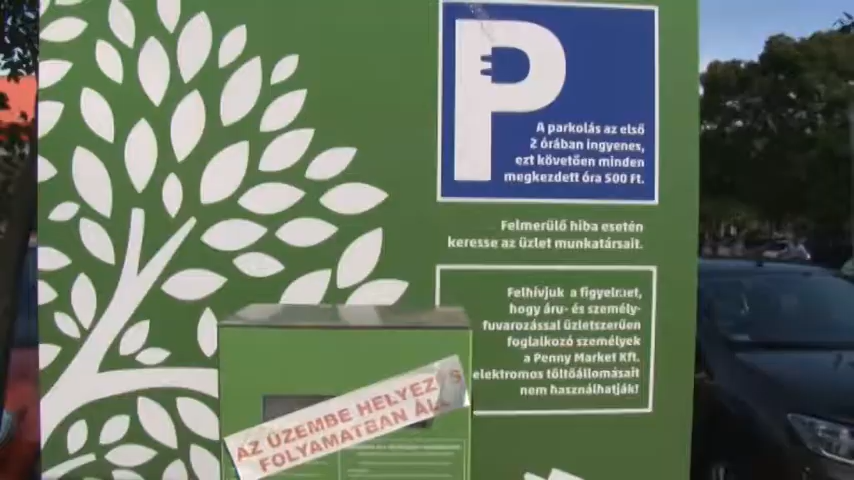 P
A parkolás az első
2 órában ingyenes,
ezt követően minden
megkezdett óra 500 Ft.
Felmerülő hiba esetén
keresse az üzlet munkatársait.
Felhívjuk a figyelmet,
hogy áru- és személy-
fuvarozással üzletszerűen
foglalkozó személyek
a Penny Market Kft.
elektromos töltőállomásait
nem használhatják!
AZ ÜZEMBE HELYEZÉS
FOLYAMATBAN ÁLL